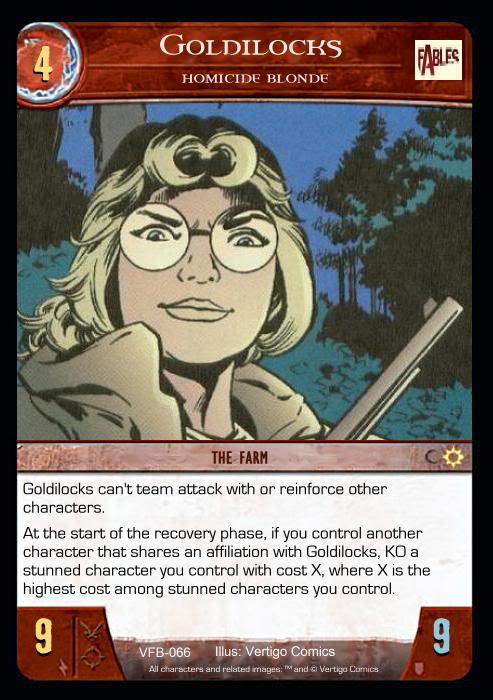 4
GOLDILOCKS
HOMICIDE BLONDE
FABLES
THE FARM
C
Goldilocks can't team attack with or reinforce other
characters.
At the start of the recovery phase, if you control another
character that shares an affiliation with Goldilocks, KO a
stunned character you control with cost X, where X is the
highest cost among stunned characters you control.
9
VFB-066 Illus: Vertigo Comics
All characters and related images: ™ and © Vertigo Comics
9